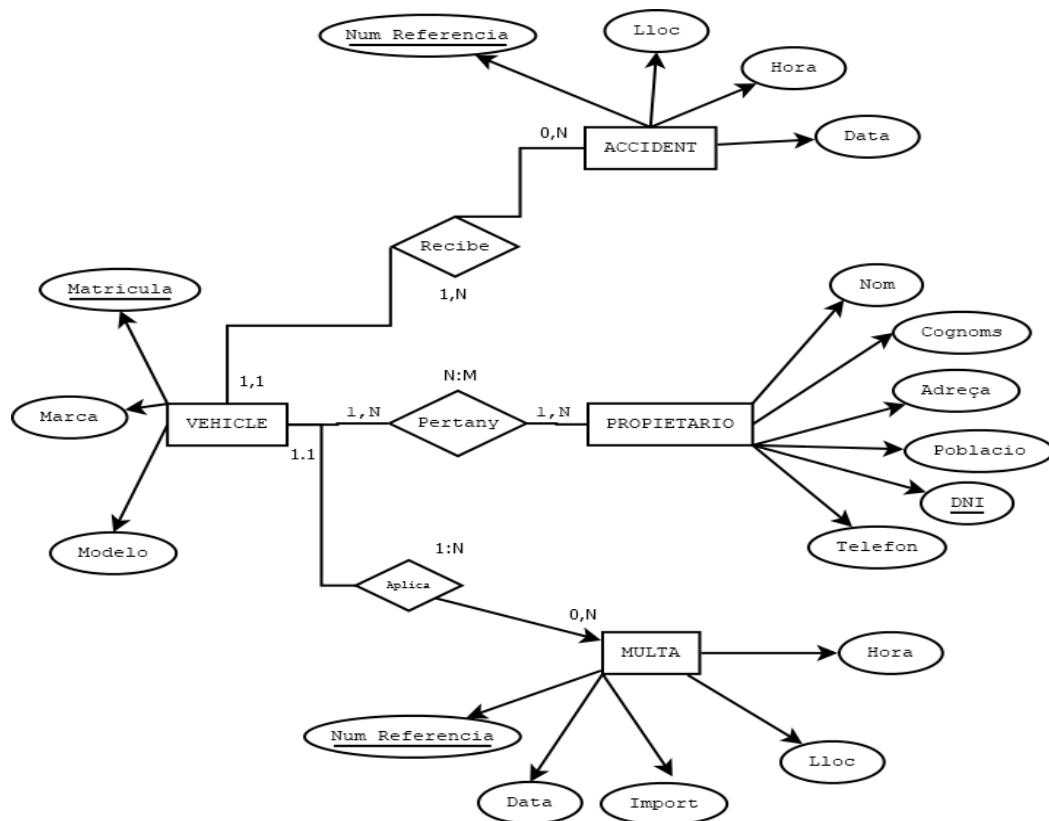 Num Referencia
Lloc
Hora
Data
0,N
ACCIDENT
Recibe
1,N
Matricula
Nom
Cognoms
1,1
N:M
Adreça
Marca
VEHICLE
1,N
Pertany
1,N
PROPIETARIO
1.1
Poblacio
DNI
Modelo
Telefon
1:N
Aplica
0,N
MULTA
Hora
Num Referencia
Lloc
Data
Import